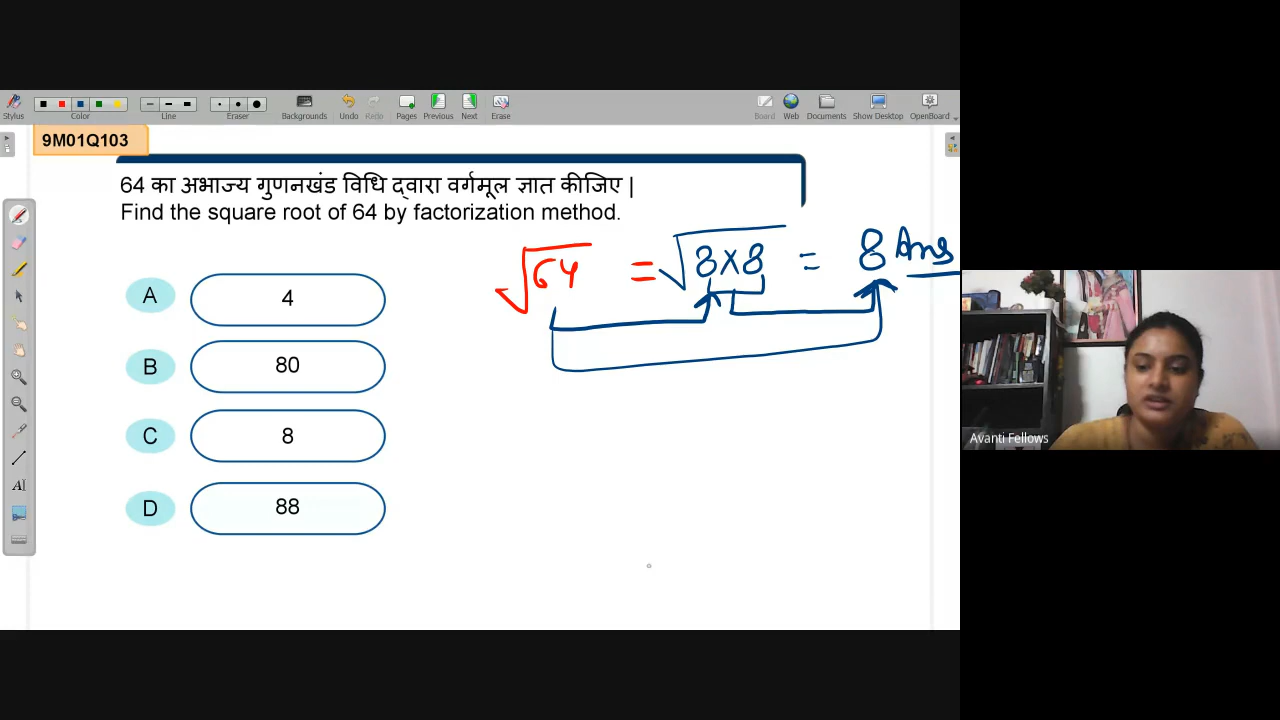 Stylus
Color
Line
Eraser
Backgrounds
Undo
Redo
Pages
Previous
Next
Erase
Board
Web
Documents
Show Desktop
OpenBoard
9M01Q103
64 का अभाज्य गुणनखंड विधि द्वारा वर्गमूल ज्ञात कीजिए |
Find the square root of 64 by factorization method.
√64 = √8×8 = 8 Ans
A 4
B 80
C 8
D 88
Avanti Fellows